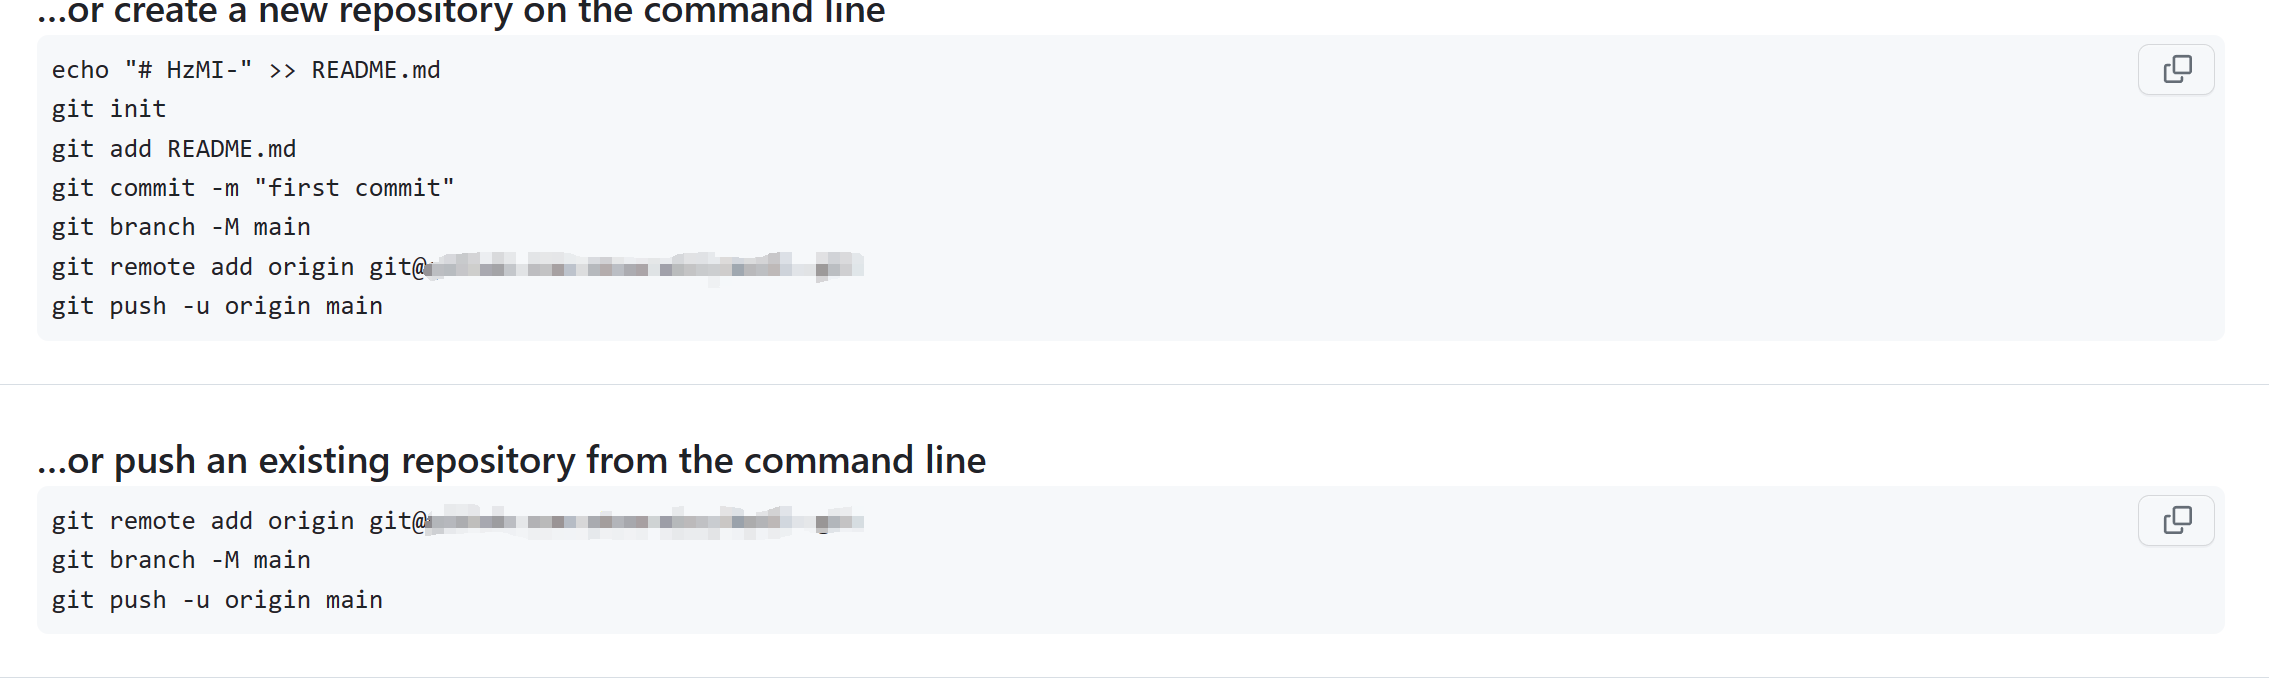 ...or create a new repository on the command line
echo "# HzMI-" >> README.md
git init
git add README.md
git commit -m "first commit"
git branch -M main
git remote add origin git@
git push -u origin main
...or push an existing repository from the command line
git remote add origin git@
git branch -M main
git push -u origin main